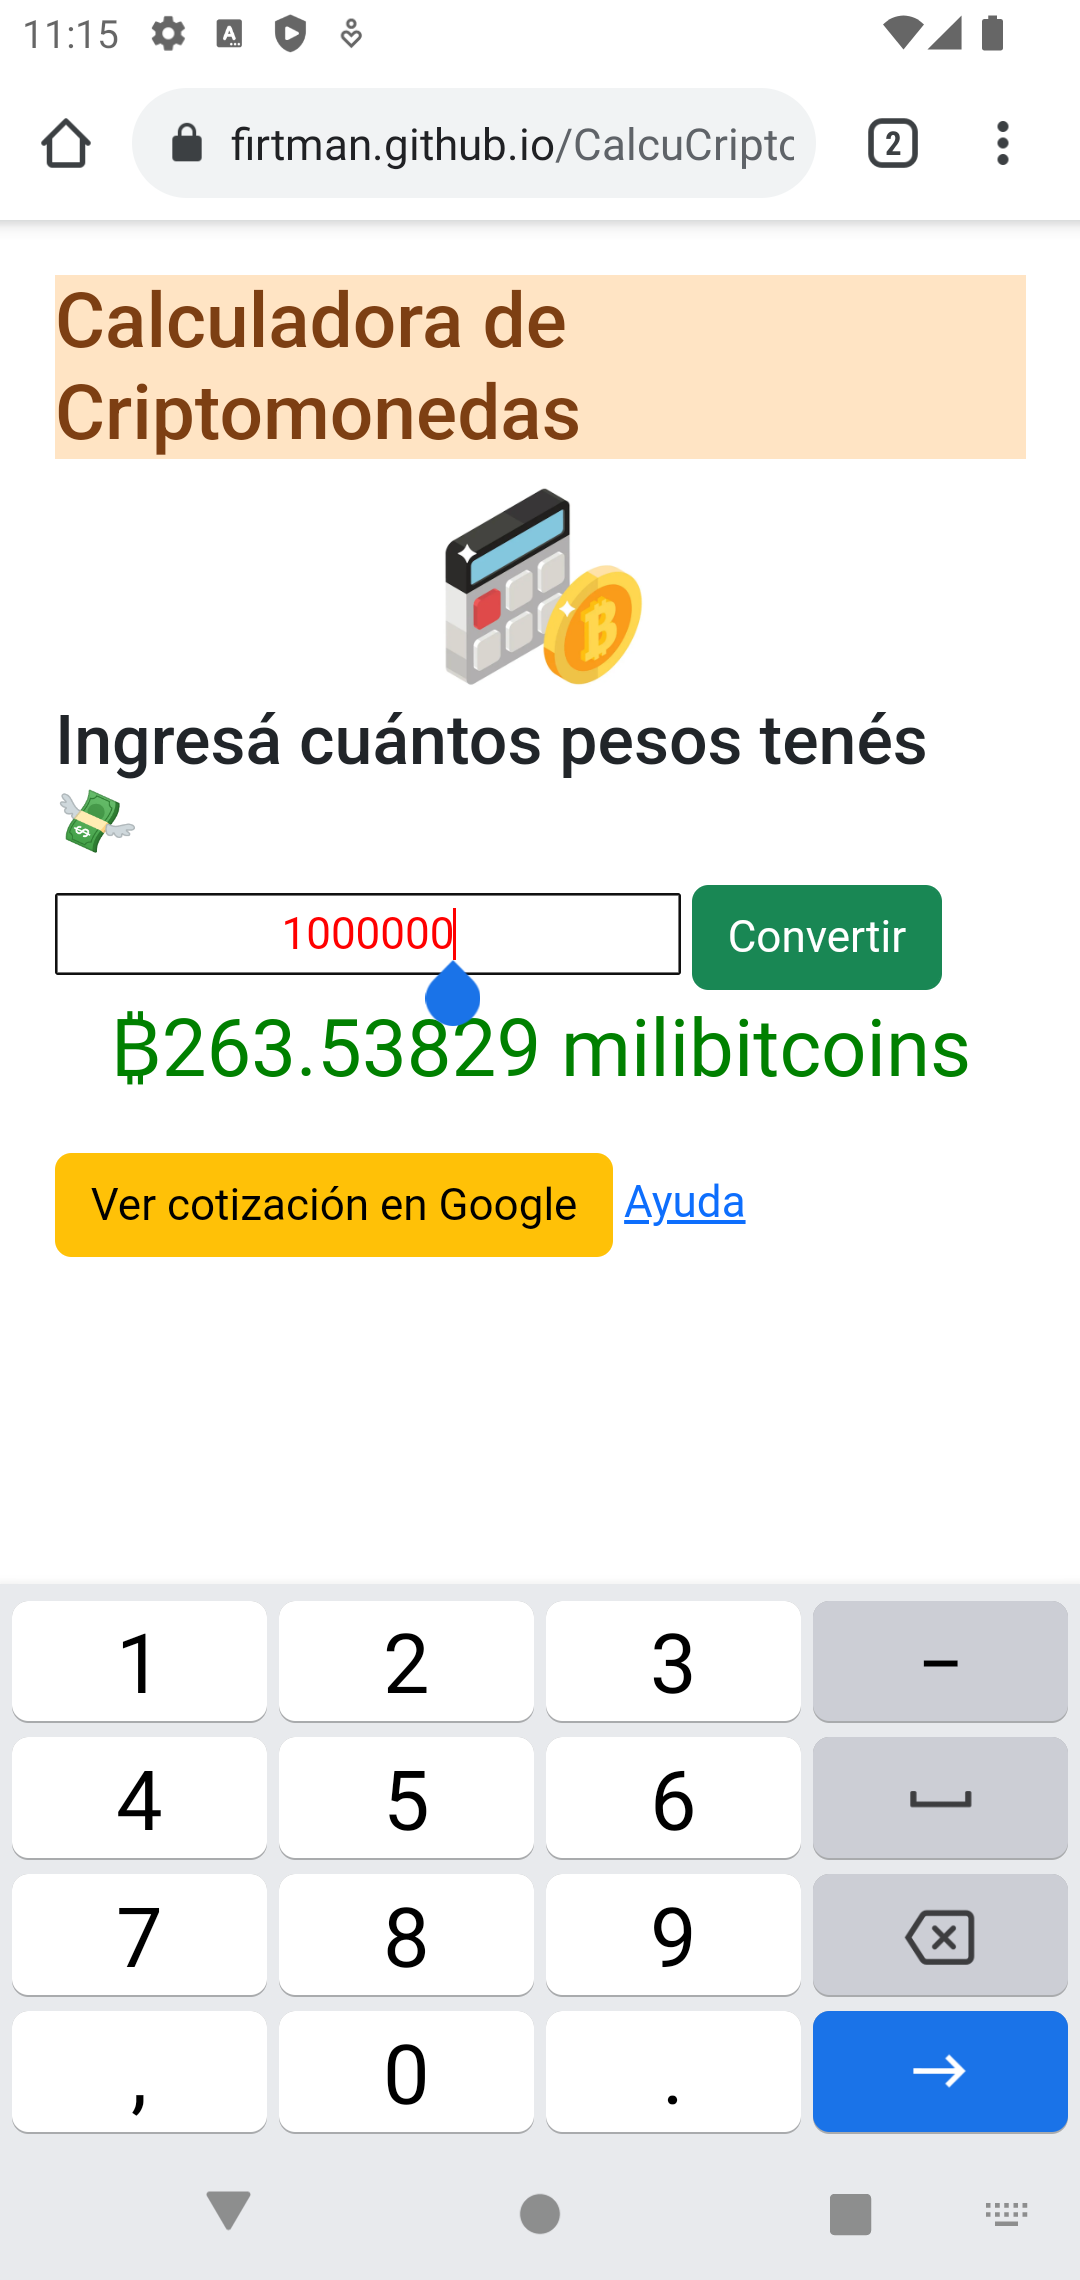 11:15
firtman.github.io/CalcuCripto
2
Calculadora de
Criptomonedas
Ingresá cuántos pesos tenés
1000000
Convertir
₿263.53829 milibitcoins
Ver cotización en Google
Ayuda
1 2 3 –
4 5 6
7 8 9
, 0 .